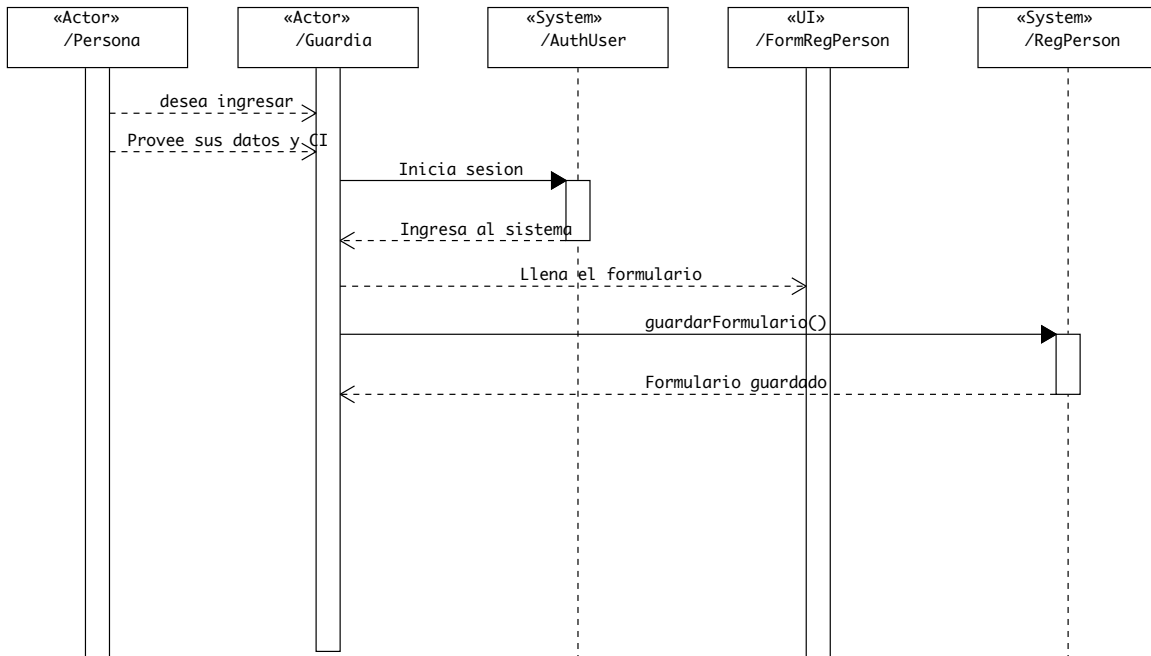 «Actor»
/Persona
«Actor»
/Guardia
«System»
/AuthUser
«UI»
/FormRegPerson
«System»
/RegPerson
desea ingresar
Provee sus datos y CI
Inicia sesion
Ingresa al sistema
Llena el formulario
guardarFormulario()
Formulario guardado